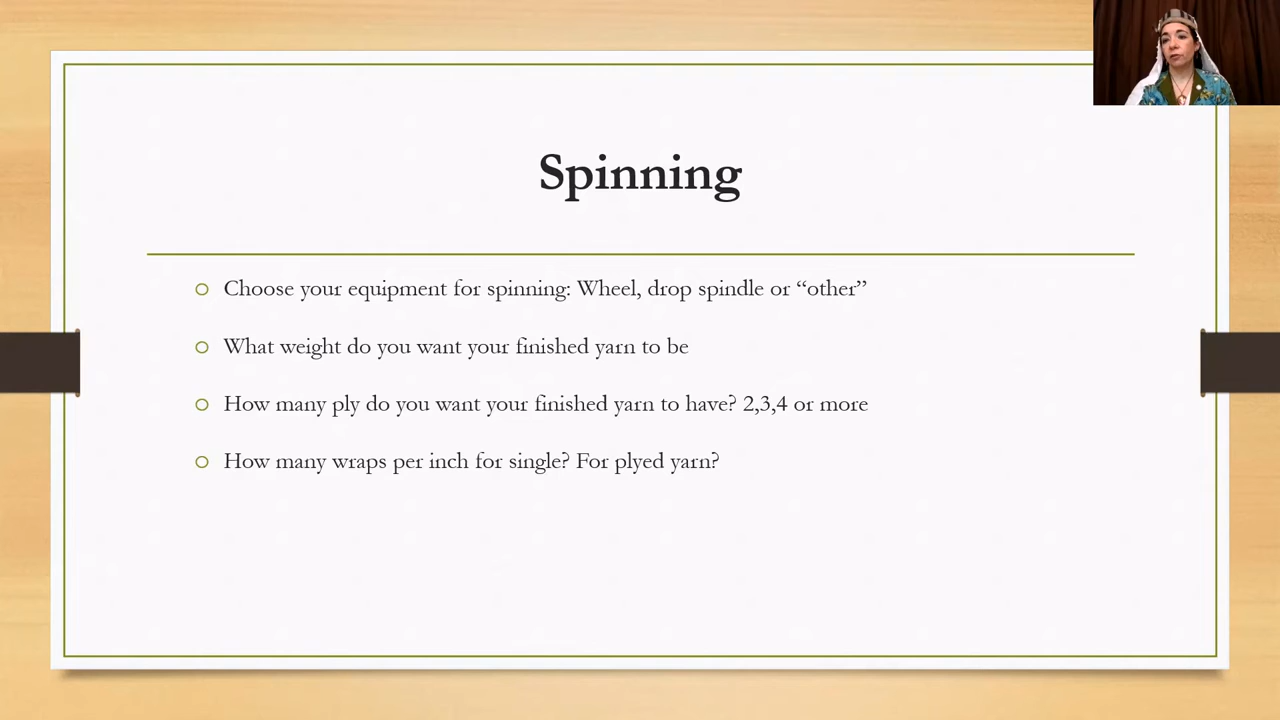 Spinning
Choose your equipment for spinning: Wheel, drop spindle or “other”
What weight do you want your finished yarn to be
How many ply do you want your finished yarn to have? 2,3,4 or more
How many wraps per inch for single? For plyed yarn?